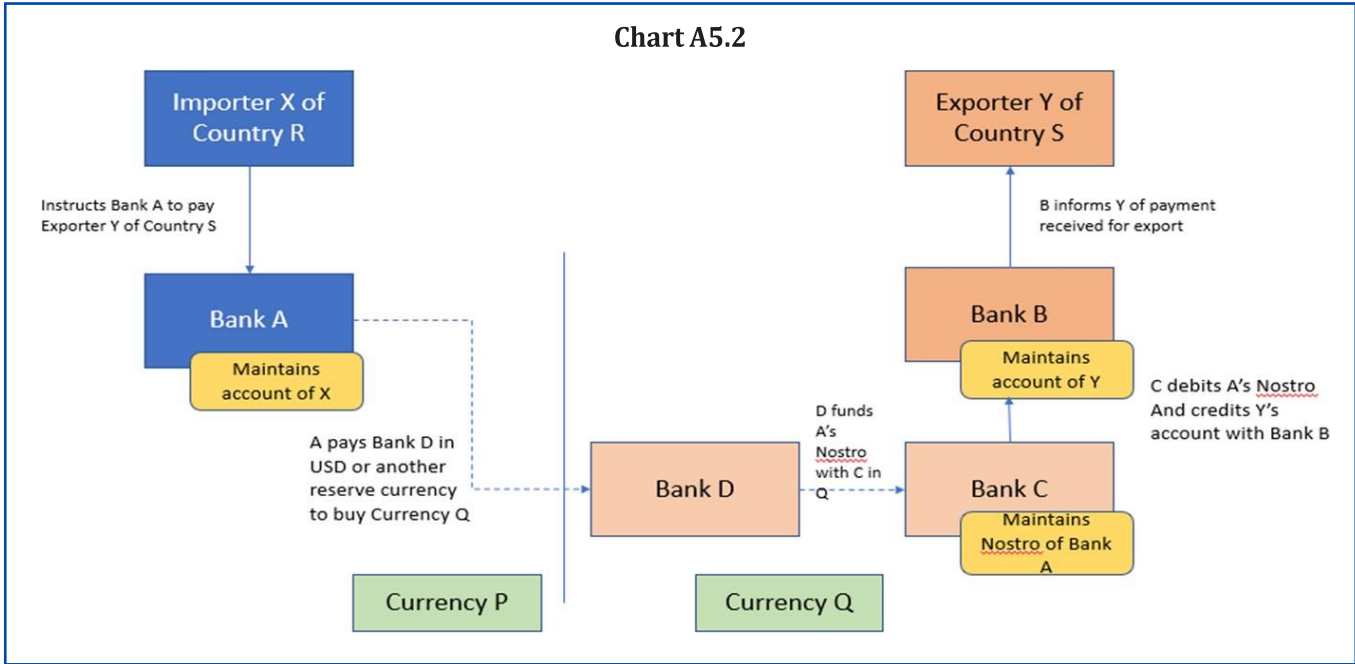 Chart A5.2
Importer X of
Country R
Exporter Y of
Country S
Instructs Bank A to pay
Exporter Y of Country S
B informs Y of payment
received for export
Bank A
Maintains
account of X
Bank B
Maintains
account of Y
C debits A's Nostro
And credits Y's
account with Bank B
A pays Bank D in
USD or another
reserve currency
to buy Currency Q
Bank D
D funds
A's
Nostro
with C in
Q
Bank C
Maintains
Nostro of Bank
A
Currency P
Currency Q